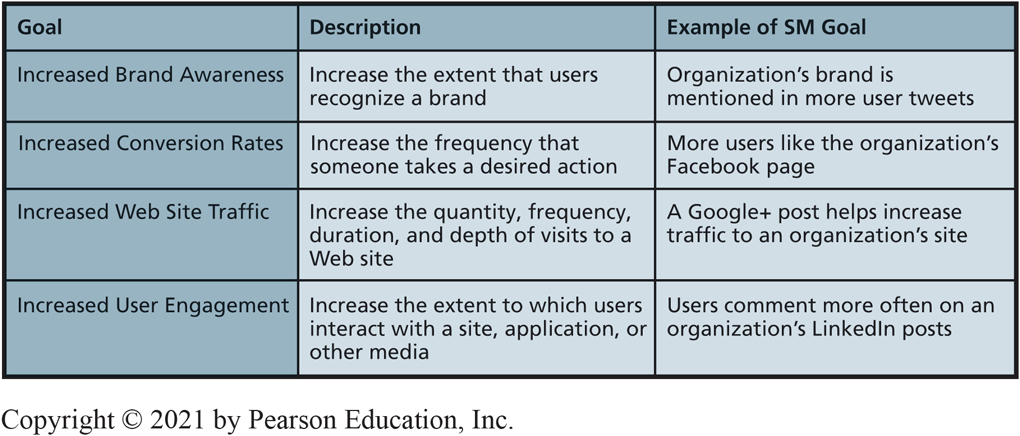 Goal
Description
Example of SM Goal
Increased Brand Awareness
Increase the extent that users
recognize a brand
Organization’s brand is
mentioned in more user tweets
Increased Conversion Rates
Increase the frequency that
someone takes a desired action
More users like the organization’s
Facebook page
Increased Web Site Traffic
Increase the quantity, frequency,
duration, and depth of visits to a
Web site
A Google+ post helps increase
traffic to an organization’s site
Increased User Engagement
Increase the extent to which users
interact with a site, application, or
other media
Users comment more often on an
organization’s LinkedIn posts
Copyright © 2021 by Pearson Education, Inc.